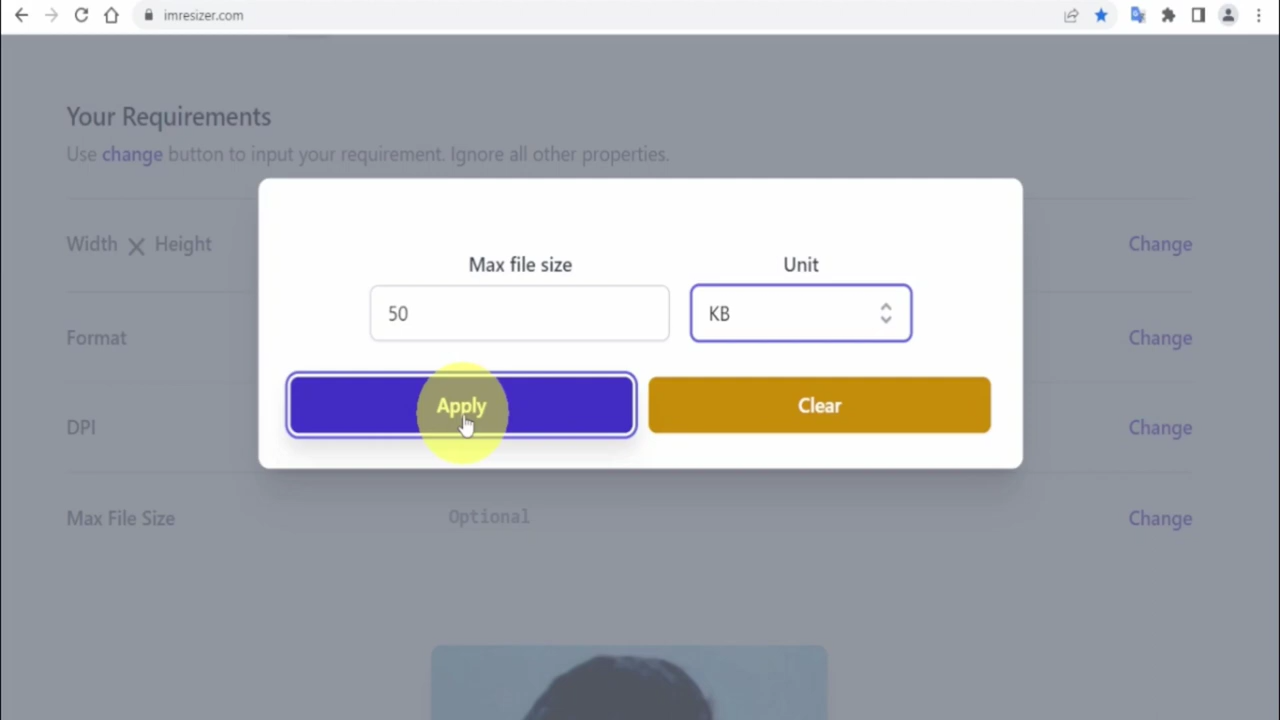 imresizer.com
Your Requirements
Use change button to input your requirement. Ignore all other properties.
Width × Height
Change
Max file size
Unit
50
KB
Format
Change
Apply
Clear
DPI
Change
Max File Size
Optional
Change